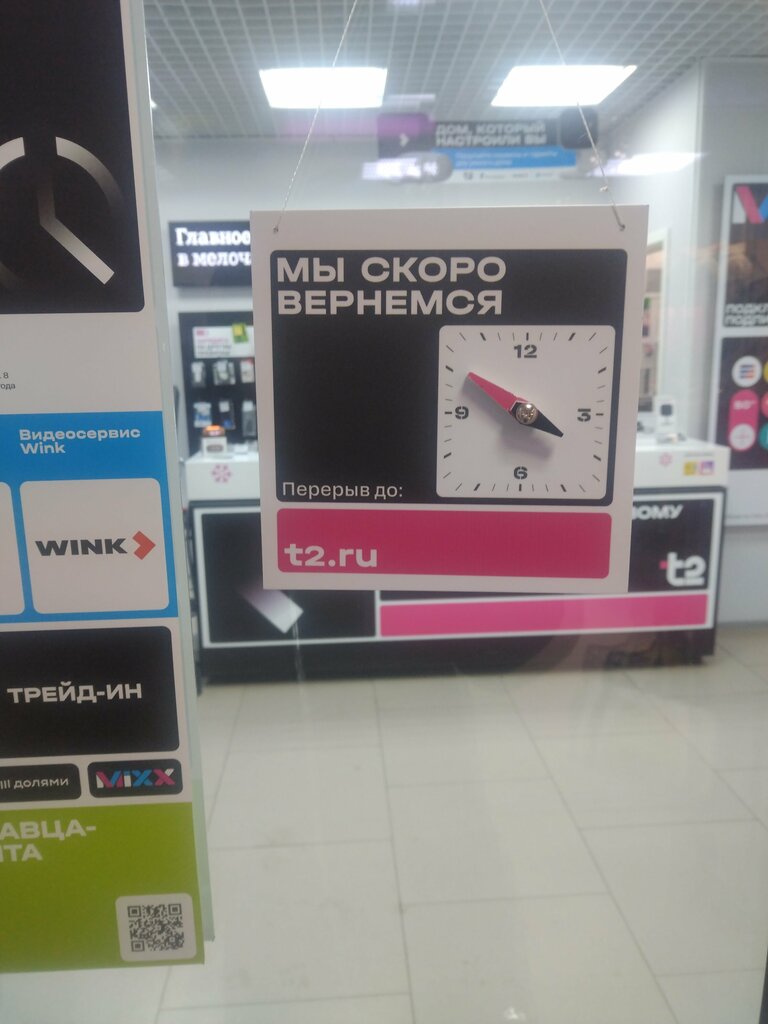 МЫ СКОРО
ВЕРНЕМСЯ
12
3
6
9
Перерыв до:
t2.ru
ДОМ, КОТОРЫЙ
НАСТРОИЛИ ВЫ
Главное
в мелоч
t2
Видеосервис
Wink
WINK
ТРЕЙД-ИН
долями
MIXX
АВЦА-
ТА